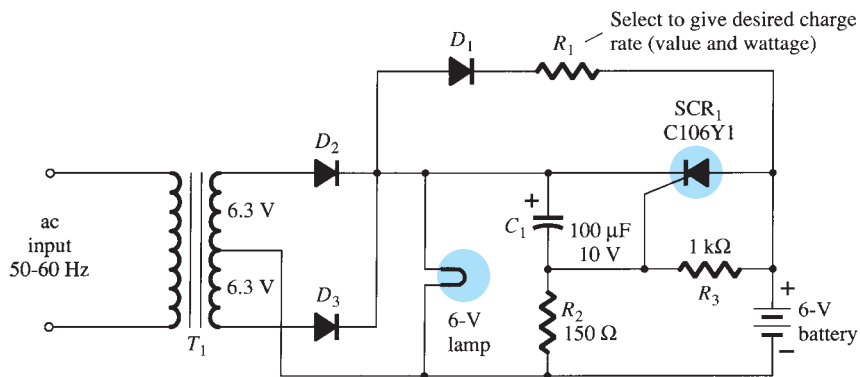 Select to give desired charge
rate (value and wattage)
D1
R1
SCR1
C106Y1
D2
ac
input
50-60 Hz
6.3 V
6.3 V
T1
D3
6-V
lamp
+
C1
100 μF
10 V
R2
150 Ω
1 kΩ
R3
+
6-V
battery
−